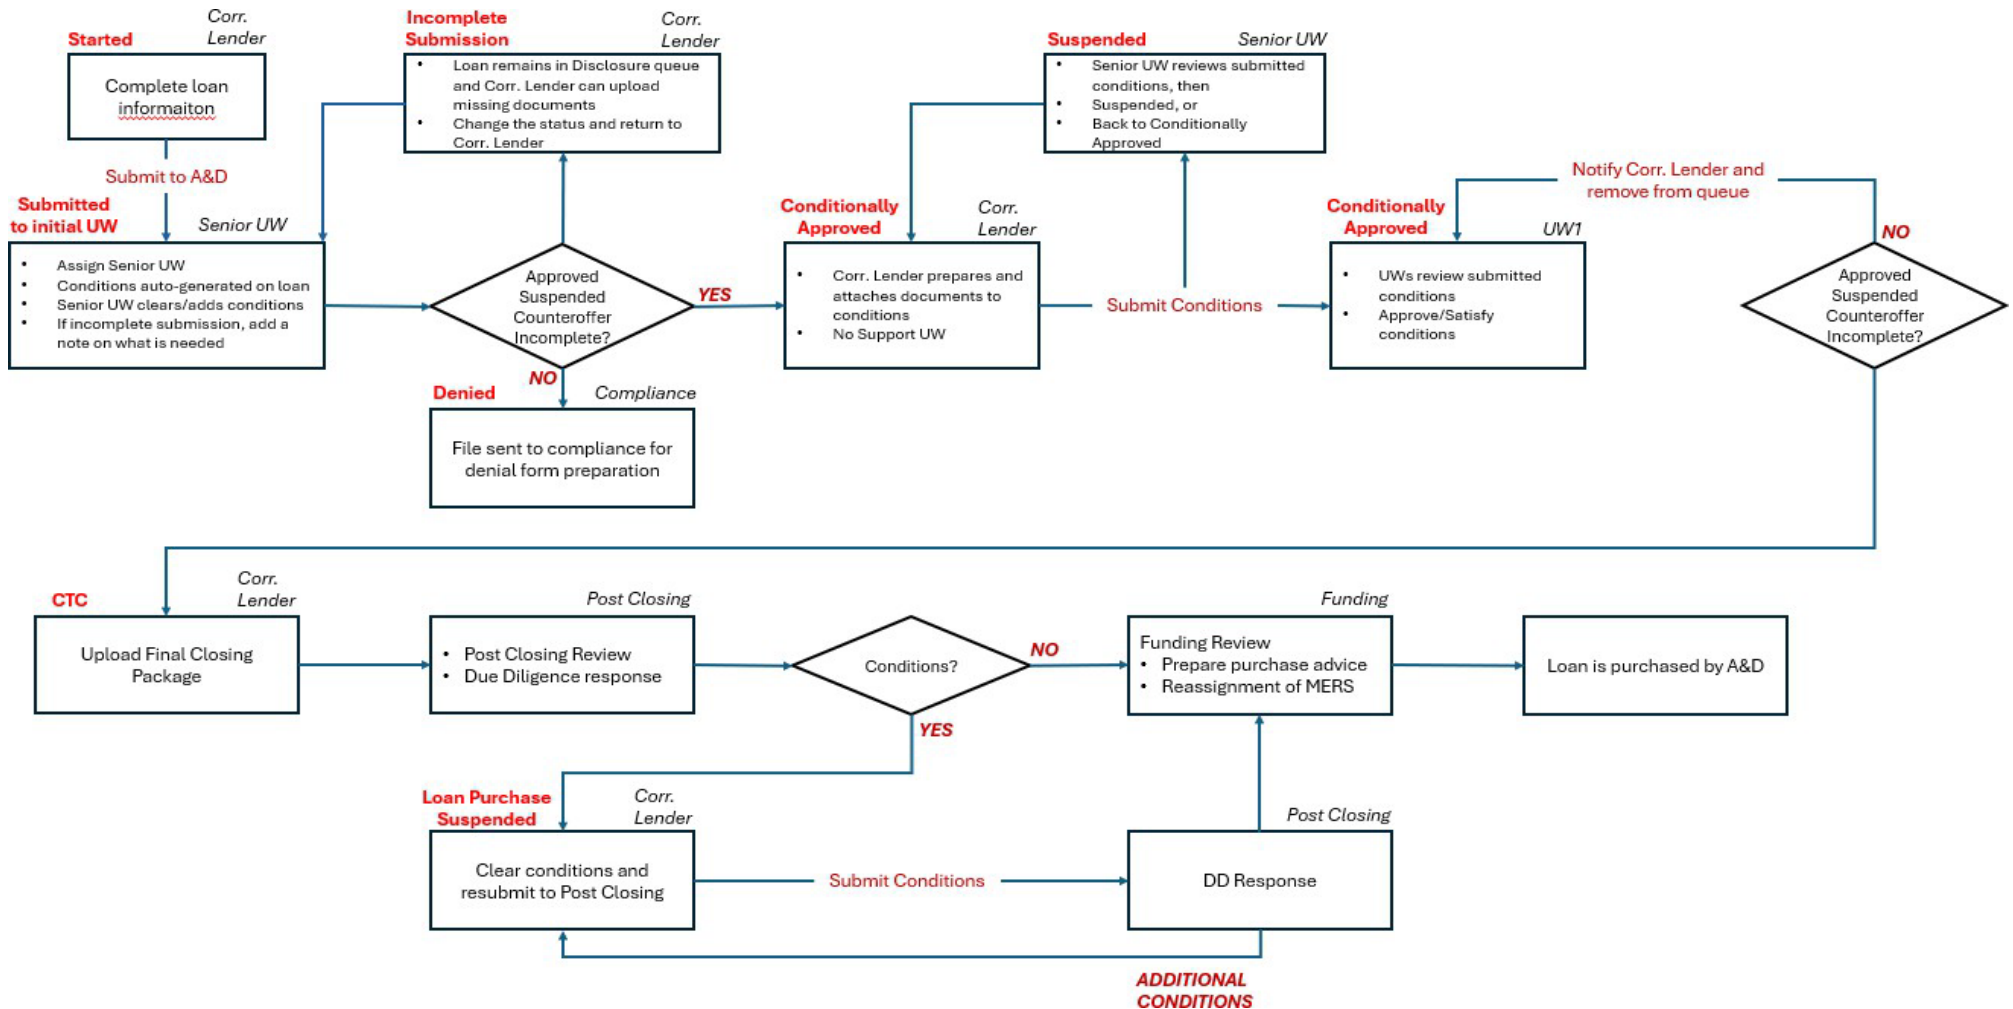 Started
Corr.
Lender
Complete loan
informaiton
Submit to A&D
Submitted
to initial UW
Senior UW
• Assign Senior UW
• Conditions auto-generated on loan
• Senior UW clears/adds conditions
• If incomplete submission, add a
note on what is needed
Incomplete
Submission
Corr.
Lender
• Loan remains in Disclosure queue
and Corr. Lender can upload
missing documents
• Change the status and return to
Corr. Lender
Approved
Suspended
Counteroffer
Incomplete?
YES
NO
Denied
Compliance
File sent to compliance for
denial form preparation
Conditionally
Approved
Corr.
Lender
• Corr. Lender prepares and
attaches documents to
conditions
• No Support UW
Submit Conditions
Suspended
Senior UW
• Senior UW reviews submitted
conditions, then
• Suspended, or
• Back to Conditionally
Approved
Conditionally
Approved
UW1
• UWs review submitted
conditions
• Approve/Satisfy
conditions
Notify Corr. Lender and
remove from queue
NO
Approved
Suspended
Counteroffer
Incomplete?
CTC
Corr.
Lender
Upload Final Closing
Package
Post Closing
• Post Closing Review
• Due Diligence response
Conditions?
NO
YES
Funding
Funding Review
• Prepare purchase advice
• Reassignment of MERS
Loan is purchased by A&D
Loan Purchase
Suspended
Corr.
Lender
Clear conditions and
resubmit to Post Closing
Submit Conditions
Post Closing
DD Response
ADDITIONAL
CONDITIONS